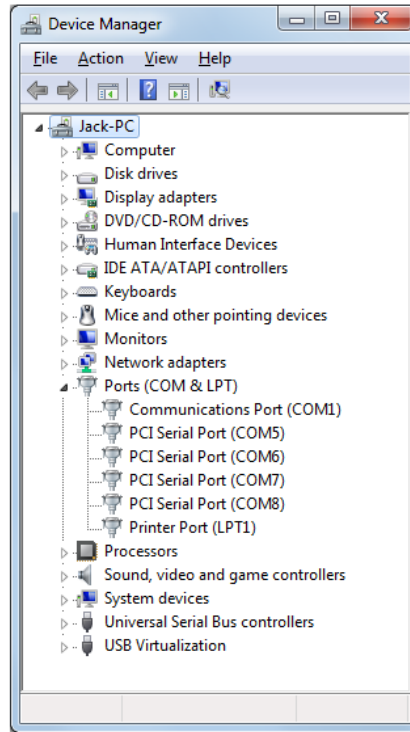 Device Manager
File Action View Help
Jack-PC
Computer
Disk drives
Display adapters
DVD/CD-ROM drives
Human Interface Devices
IDE ATA/ATAPI controllers
Keyboards
Mice and other pointing devices
Monitors
Network adapters
Ports (COM & LPT)
Communications Port (COM1)
PCI Serial Port (COM5)
PCI Serial Port (COM6)
PCI Serial Port (COM7)
PCI Serial Port (COM8)
Printer Port (LPT1)
Processors
Sound, video and game controllers
System devices
Universal Serial Bus controllers
USB Virtualization